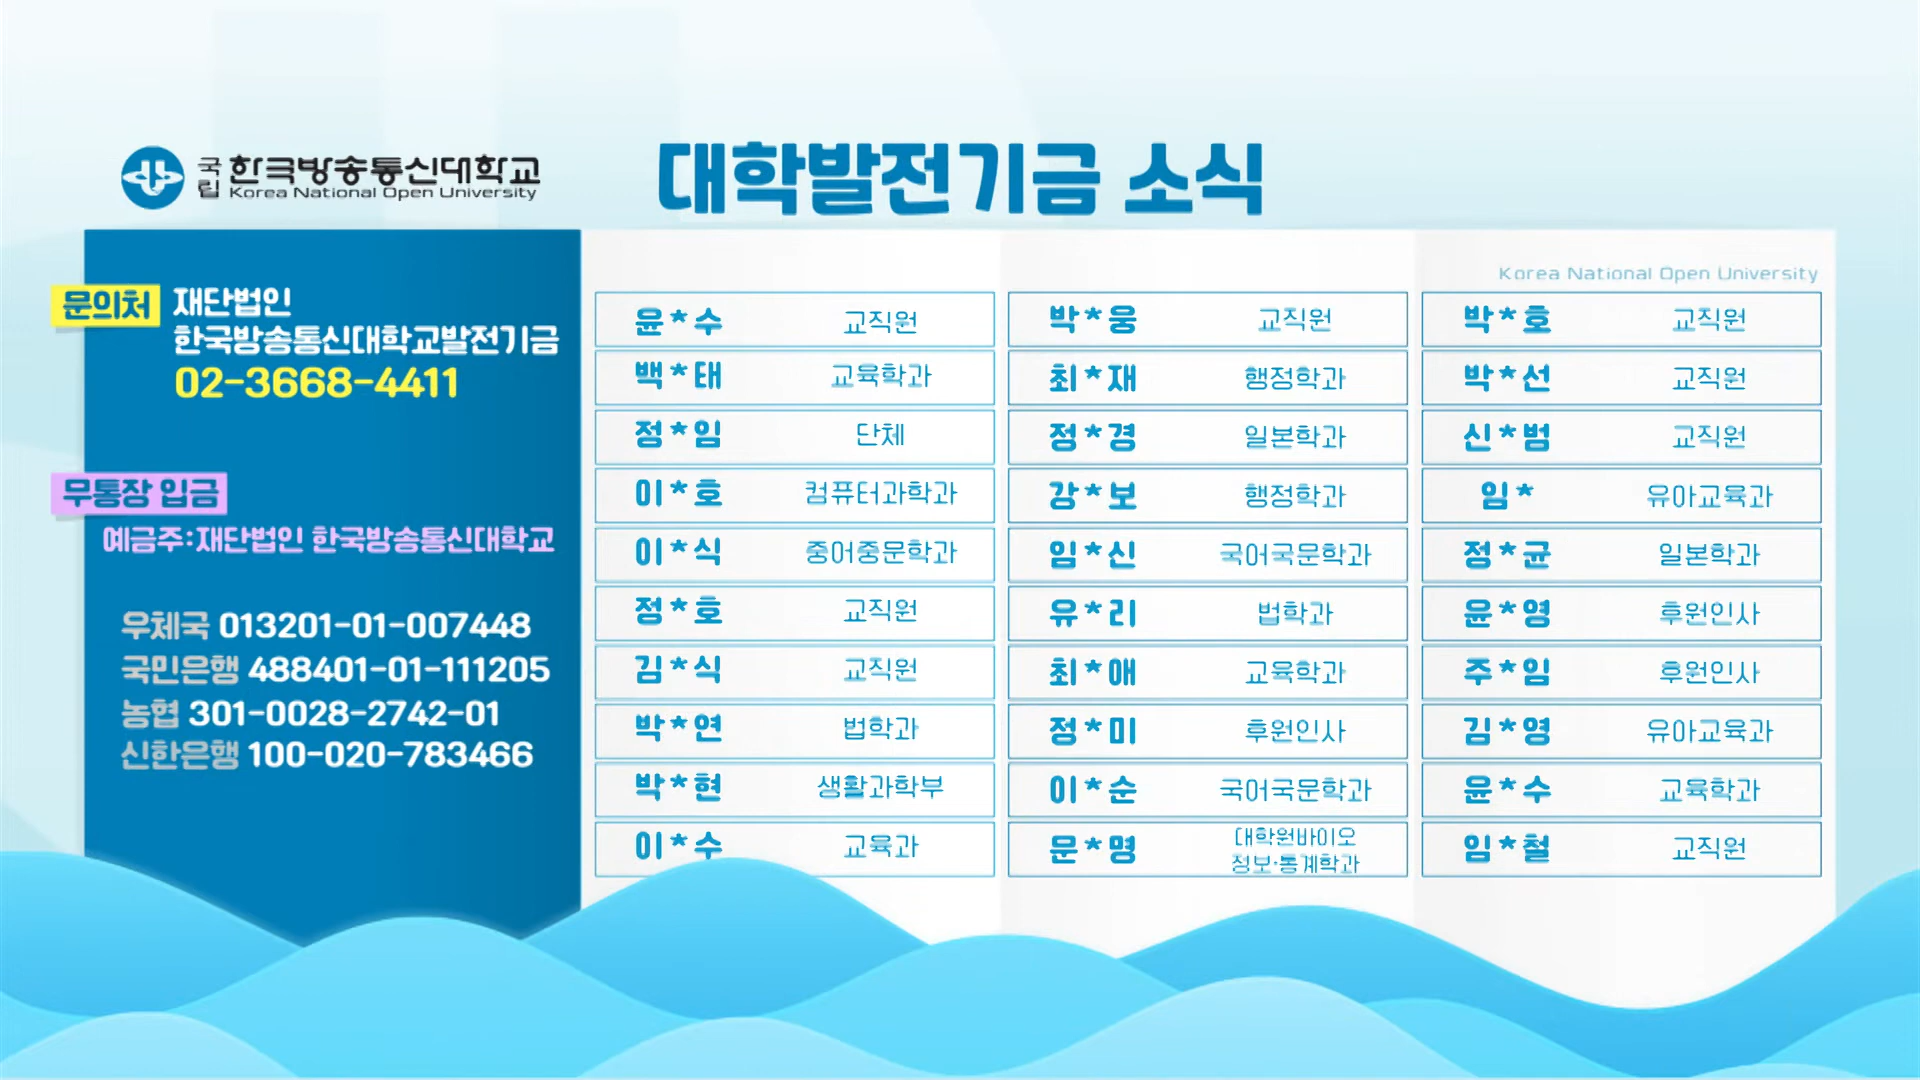 국립 한국방송통신대학교
Korea National Open University
대학발전기금 소식
문의처 재단법인
한국방송통신대학교발전기금
02-3668-4411
무통장 입금
예금주:재단법인 한국방송통신대학교
우체국 013201-01-007448
국민은행 488401-01-111205
농협 301-0028-2742-01
신한은행 100-020-783466
Korea National Open University
윤*수 교직원
백*태 교육학과
정*임 단체
이*호 컴퓨터과학과
이*식 중어중문학과
정*호 교직원
김*식 교직원
박*연 법학과
박*현 생활과학부
이*수 교육과
박*웅 교직원
최*재 행정학과
정*경 일본학과
강*보 행정학과
임*신 국어국문학과
유*리 법학과
최*애 교육학과
정*미 후원인사
이*순 국어국문학과
문*명 대학원바이오
정보·통계학과
박*호 교직원
박*선 교직원
신*범 교직원
임* 유아교육과
정*균 일본학과
윤*영 후원인사
주*임 후원인사
김*영 유아교육과
윤*수 교육학과
임*철 교직원